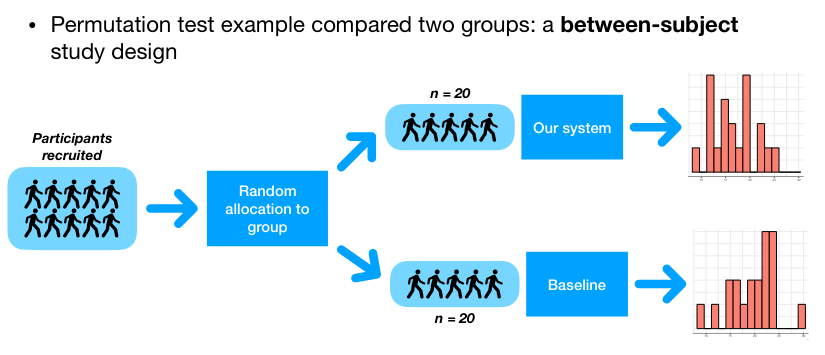 • Permutation test example compared two groups: a between-subject
study design
Participants
recruited
Random
allocation to
group
n = 20
Our system
n = 20
Baseline